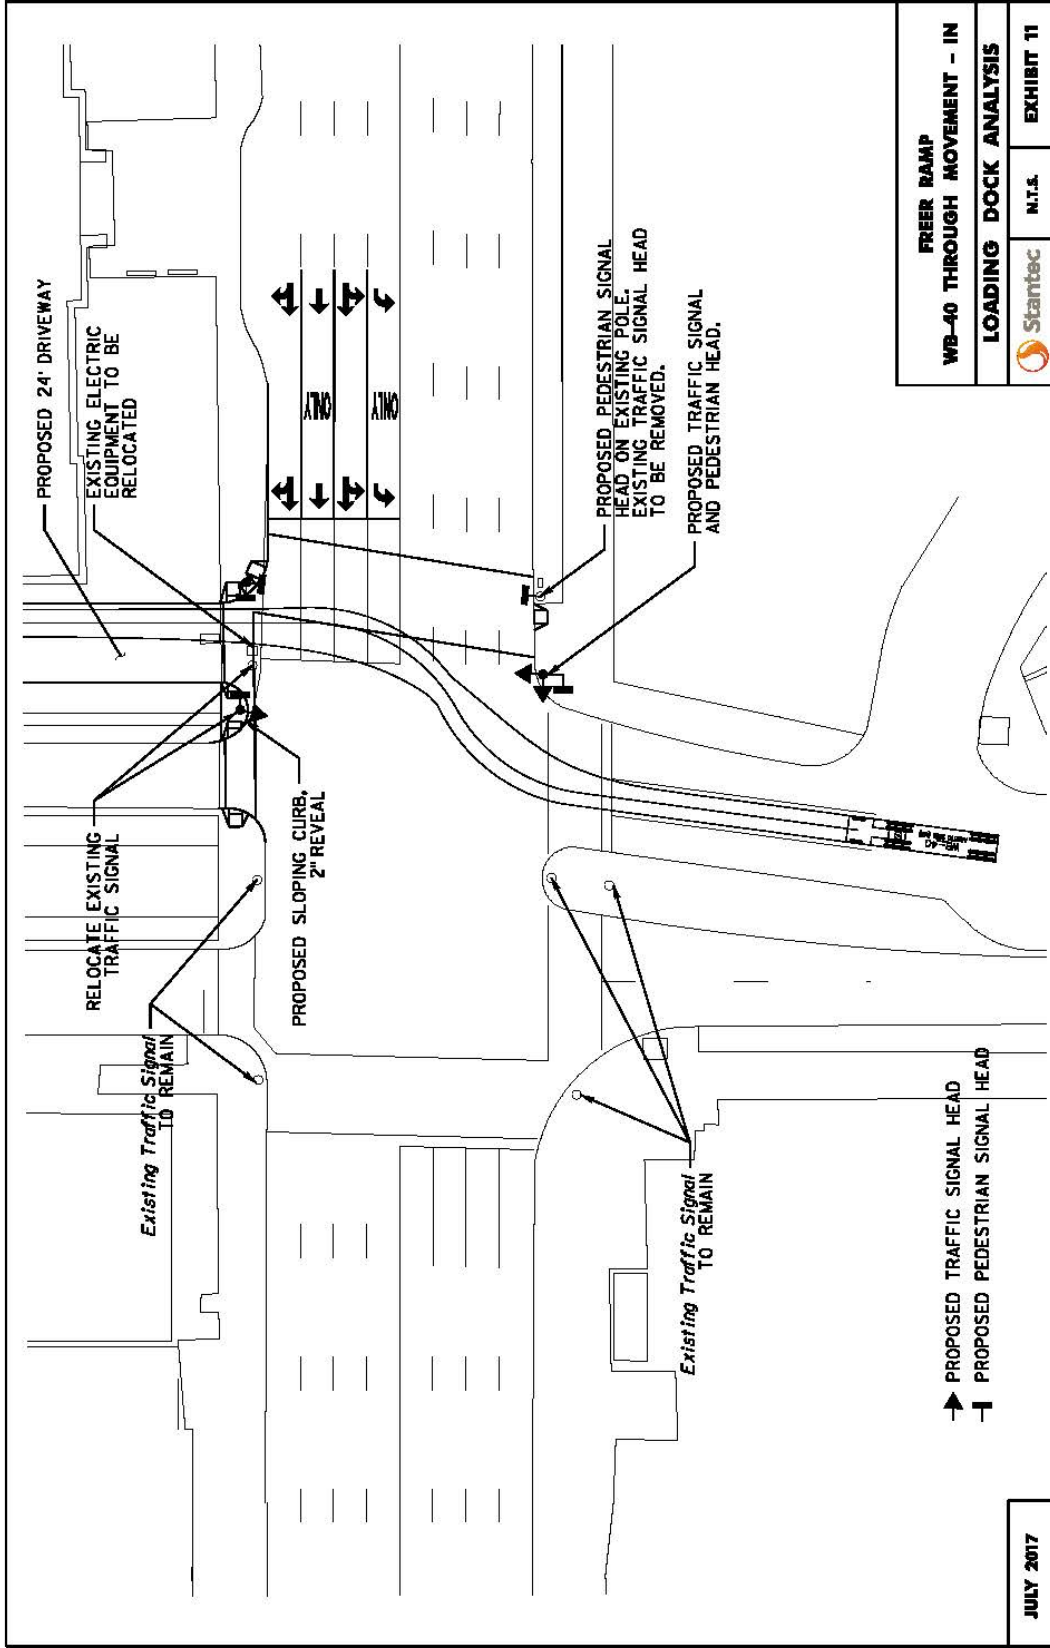 PROPOSED 24' DRIVEWAY
EXISTING ELECTRIC
EQUIPMENT TO BE
RELOCATED
RELOCATE EXISTING
TRAFFIC SIGNAL
Existing Traffic Signal
TO REMAIN
PROPOSED SLOPING CURB,
2" REVEAL
ONLY
ONLY
PROPOSED PEDESTRIAN SIGNAL
HEAD ON EXISTING POLE.
EXISTING TRAFFIC SIGNAL HEAD
TO BE REMOVED.
PROPOSED TRAFFIC SIGNAL
AND PEDESTRIAN HEAD.
Existing Traffic Signal
TO REMAIN
PROPOSED TRAFFIC SIGNAL HEAD
PROPOSED PEDESTRIAN SIGNAL HEAD
FREER RAMP
WB-40 THROUGH MOVEMENT - IN
LOADING DOCK ANALYSIS
Stantec
N.T.S.
EXHIBIT 11
JULY 2017